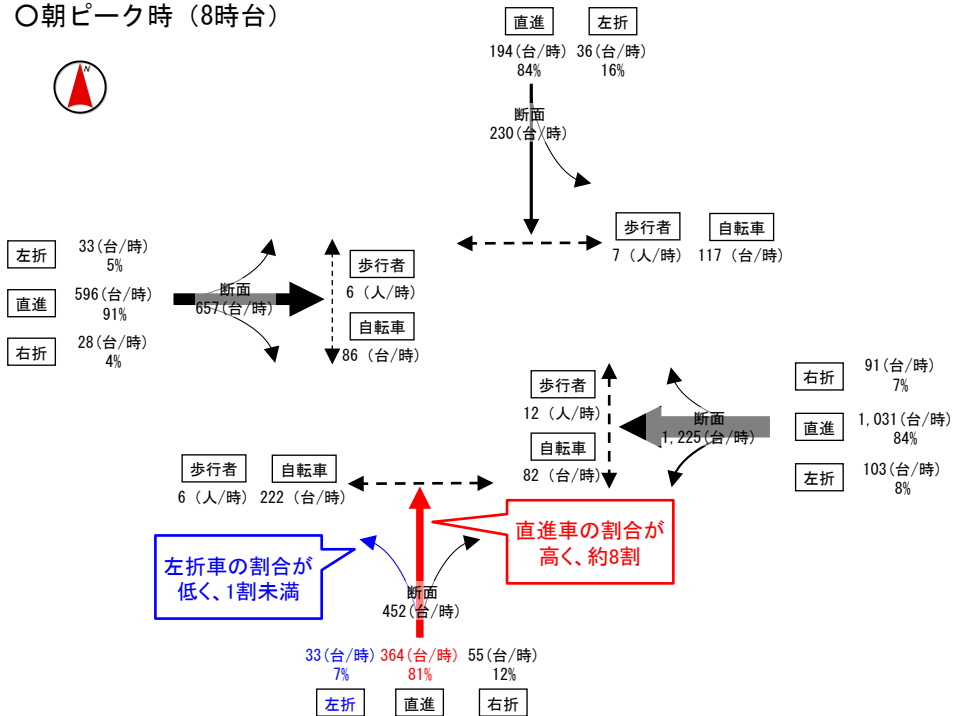 〇朝ピーク時（8時台）
N
直進 左折
194(台/時) 36(台/時)
84% 16%
断面
230(台/時)
歩行者 自転車
7（人/時） 117（台/時）
左折 33(台/時)
5%
直進 596(台/時)
91%
右折 28(台/時)
4%
断面
657(台/時)
歩行者
6（人/時）
自転車
86（台/時）
歩行者
12（人/時）
自転車
82（台/時）
断面
1,225(台/時)
右折 91(台/時)
7%
直進 1,031(台/時)
84%
左折 103(台/時)
8%
歩行者 自転車
6（人/時） 222（台/時）
直進車の割合が
高く、約8割
左折車の割合が
低く、1割未満
断面
452(台/時)
33(台/時) 364(台/時) 55(台/時)
7% 81% 12%
左折 直進 右折